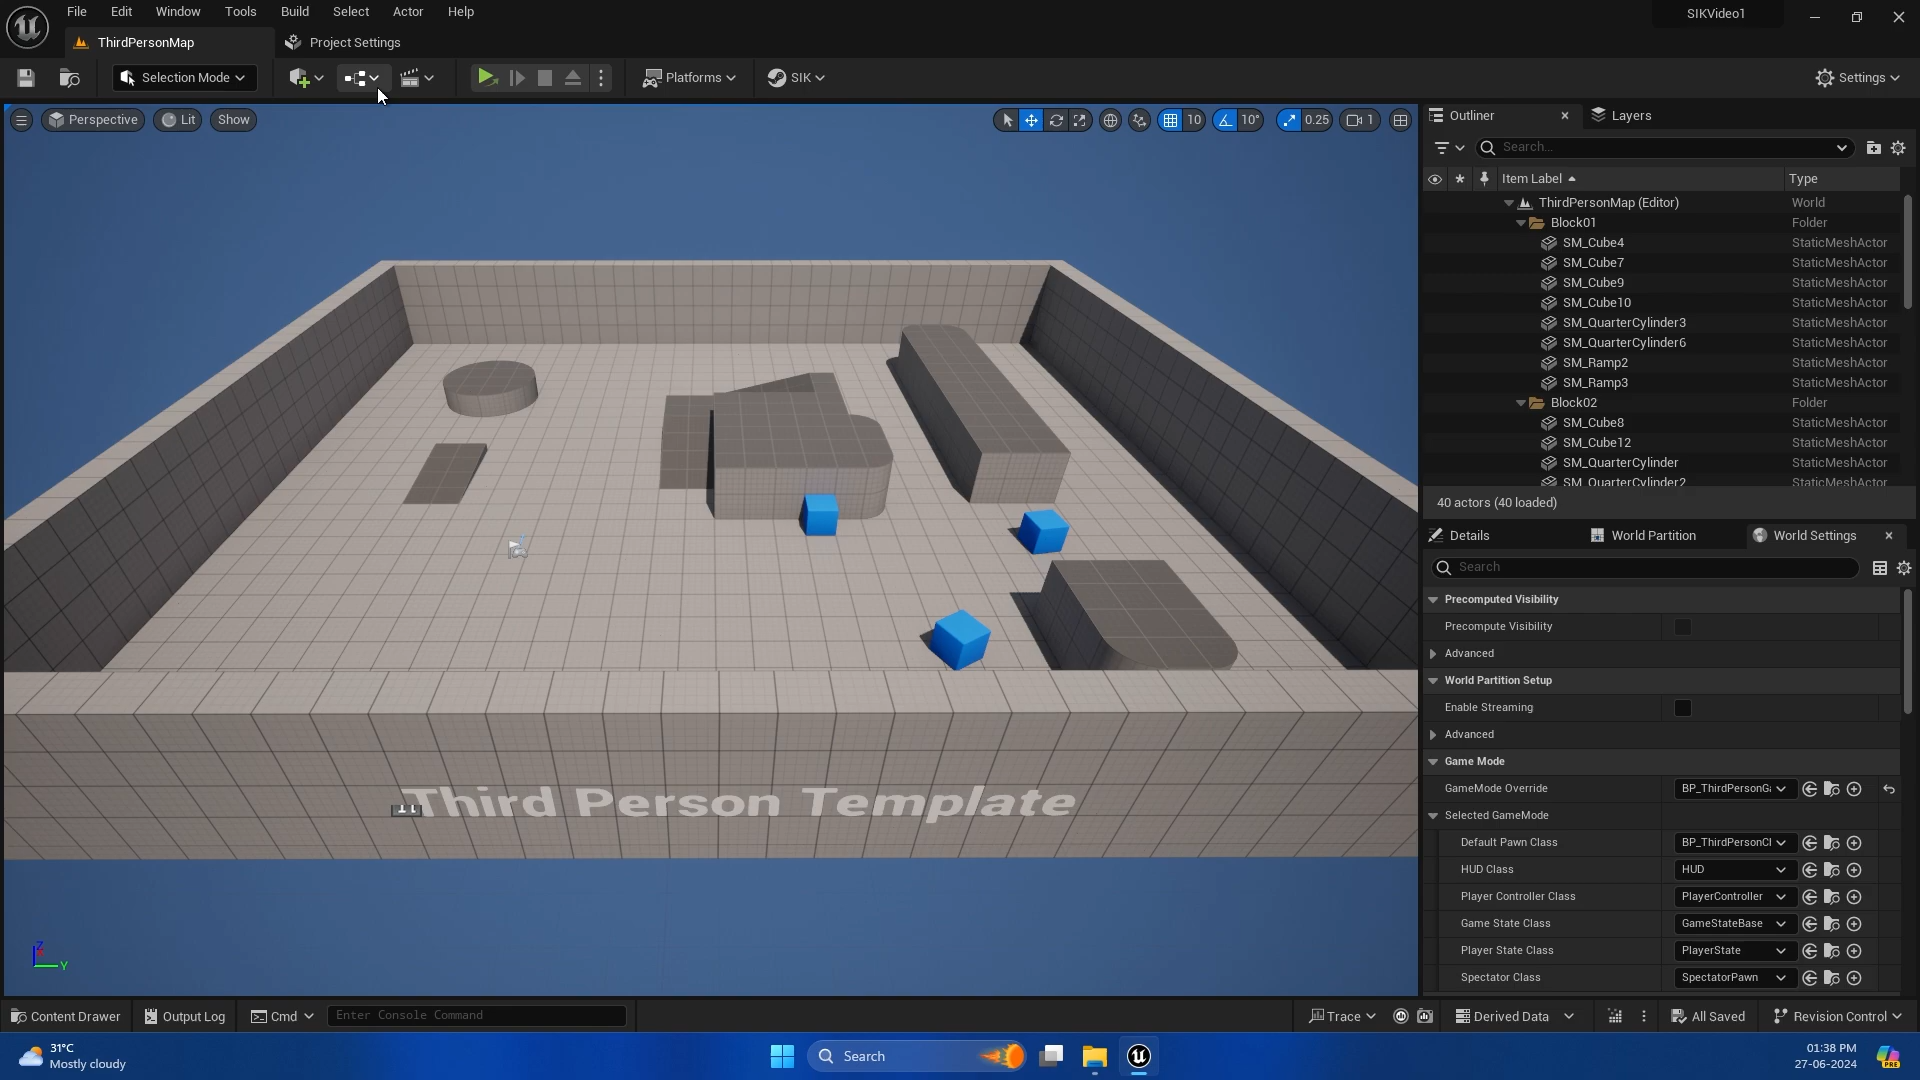 File Edit Window Tools Build Select Actor Help
SIKVideo1
ThirdPersonMap
Project Settings
Selection Mode
Platforms
SIK
Settings
Perspective
Lit
Show
10
10°
0.25
1
Outliner
Layers
Search...
Item Label
Type
ThirdPersonMap (Editor) World
Block01 Folder
SM_Cube4 StaticMeshActor
SM_Cube7 StaticMeshActor
SM_Cube9 StaticMeshActor
SM_Cube10 StaticMeshActor
SM_QuarterCylinder3 StaticMeshActor
SM_QuarterCylinder6 StaticMeshActor
SM_Ramp2 StaticMeshActor
SM_Ramp3 StaticMeshActor
Block02 Folder
SM_Cube8 StaticMeshActor
SM_Cube12 StaticMeshActor
SM_QuarterCylinder StaticMeshActor
SM_QuarterCylinder2 StaticMeshActor
40 actors (40 loaded)
Details
World Partition
World Settings
Search
Precomputed Visibility
Precompute Visibility
Advanced
World Partition Setup
Enable Streaming
Advanced
Game Mode
GameMode Override BP_ThirdPersonGa
Selected GameMode
Default Pawn Class BP_ThirdPersonCl
HUD Class HUD
Player Controller Class PlayerController
Game State Class GameStateBase
Player State Class PlayerState
Spectator Class SpectatorPawn
Third Person Template
Z
Y
Content Drawer
Output Log
Cmd
Enter Console Command
Trace
Derived Data
All Saved
Revision Control
31°C
Mostly cloudy
Search
01:38 PM
27-06-2024
PRE